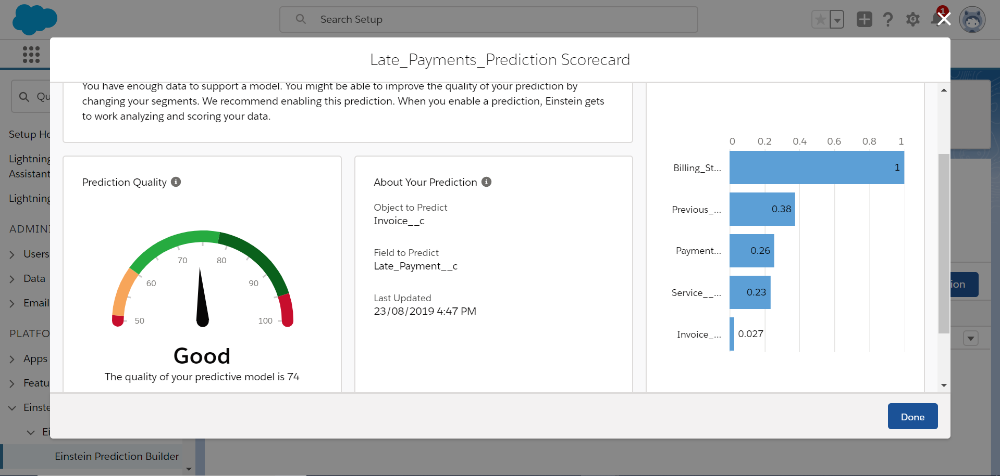 Search Setup
1
Late_Payments_Prediction Scorecard
Qu
Setup Ho
Lightning
Assistant
Lightning
ADMINI
Users
Data
Email
PLATFO
Apps
Featu
Einste
Ei
Einstein Prediction Builder
You have enough data to support a model. You might be able to improve the quality of your prediction by
changing your segments. We recommend enabling this prediction. When you enable a prediction, Einstein gets
to work analyzing and scoring your data.
Prediction Quality
50
60
70
80
90
100
Good
The quality of your predictive model is 74
About Your Prediction
Object to Predict
Invoice__c
Field to Predict
Late_Payment__c
Last Updated
23/08/2019 4:47 PM
0 0.2 0.4 0.6 0.8 1
Billing_St... 1
Previous_... 0.38
Payment... 0.26
Service__... 0.23
Invoice_... 0.027
ion
Done